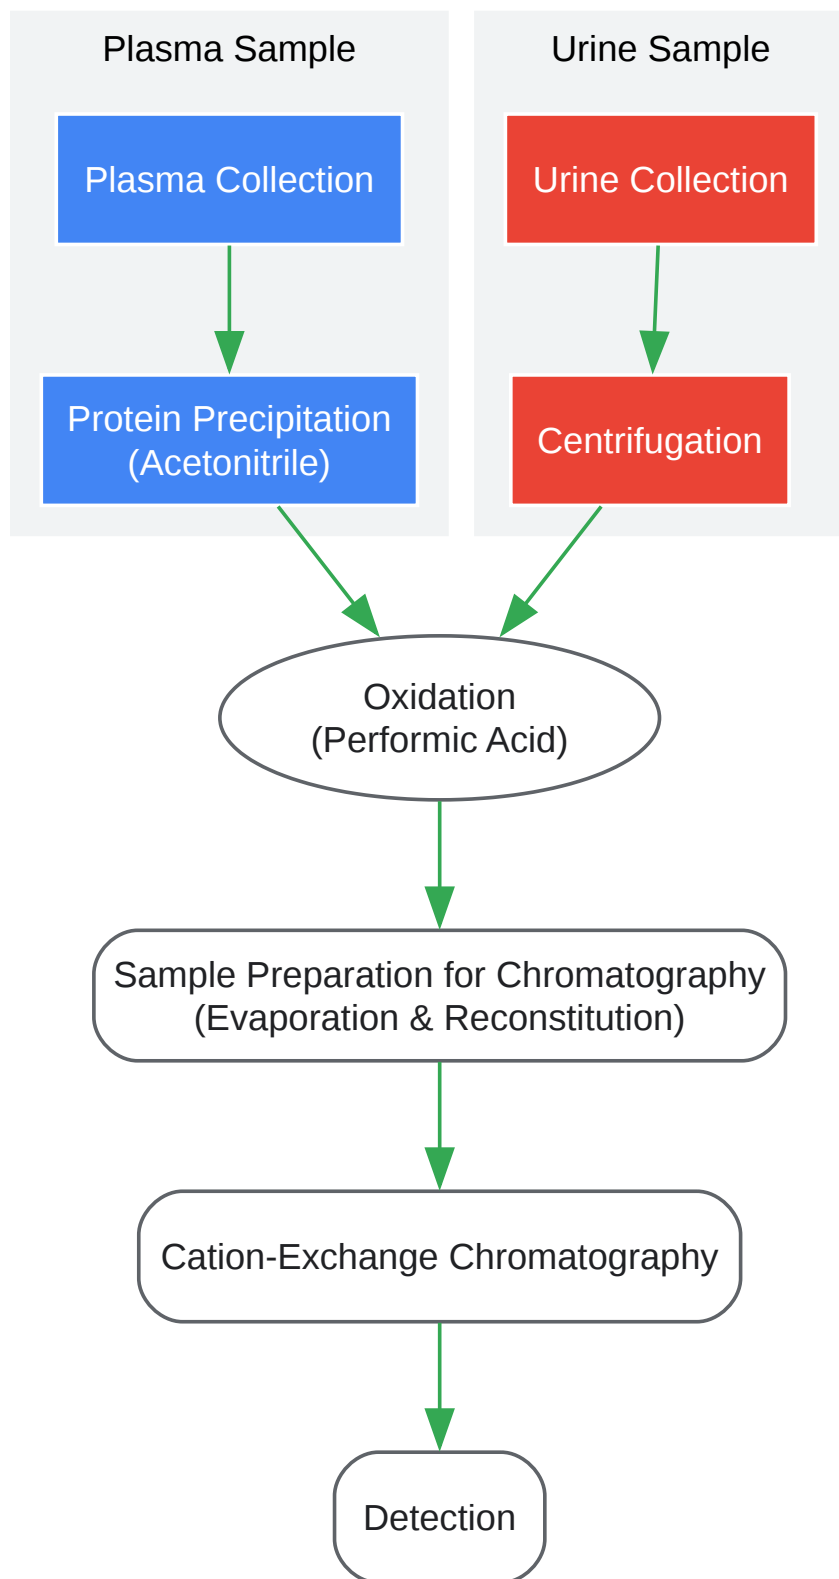 Plasma Sample
Urine Sample
Plasma Collection
Urine Collection
Protein Precipitation
(Acetonitrile)
Centrifugation
Oxidation
(Performic Acid)
Sample Preparation for Chromatography
(Evaporation & Reconstitution)
Cation-Exchange Chromatography
Detection